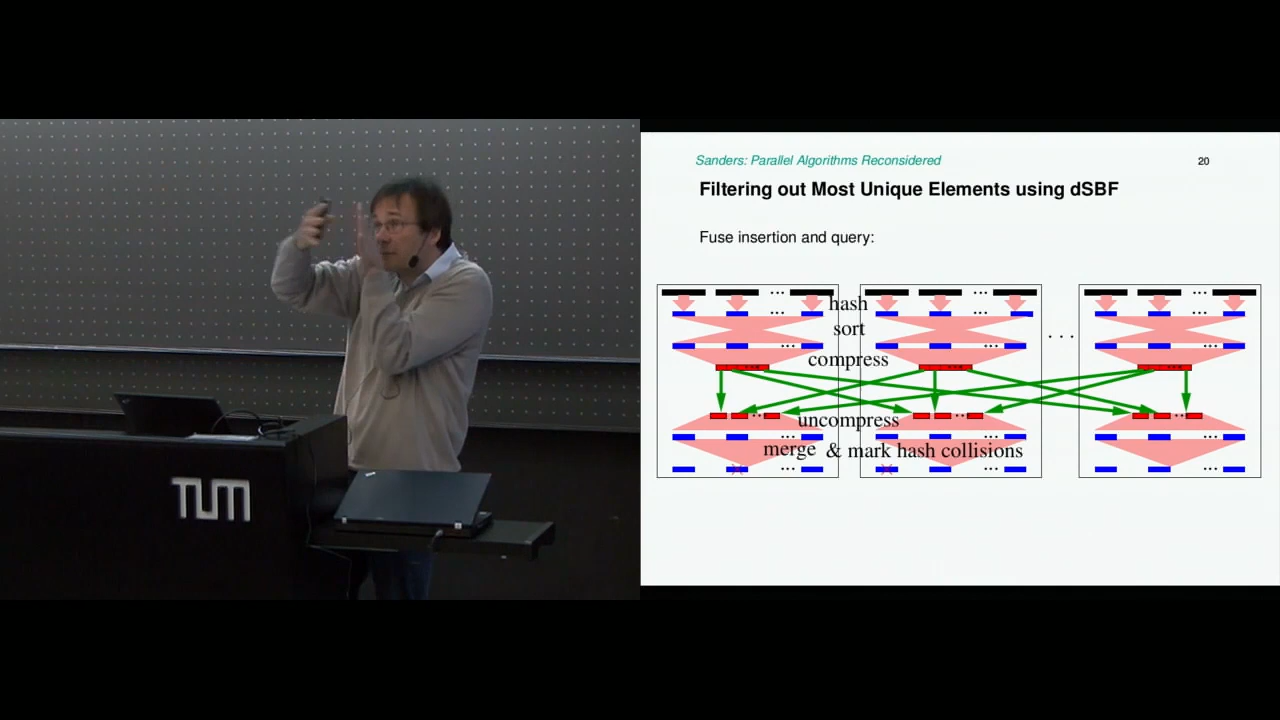 Sanders: Parallel Algorithms Reconsidered
20
Filtering out Most Unique Elements using dSBF
Fuse insertion and query:
hash
sort
compress
uncompress
merge & mark hash collisions
TUM